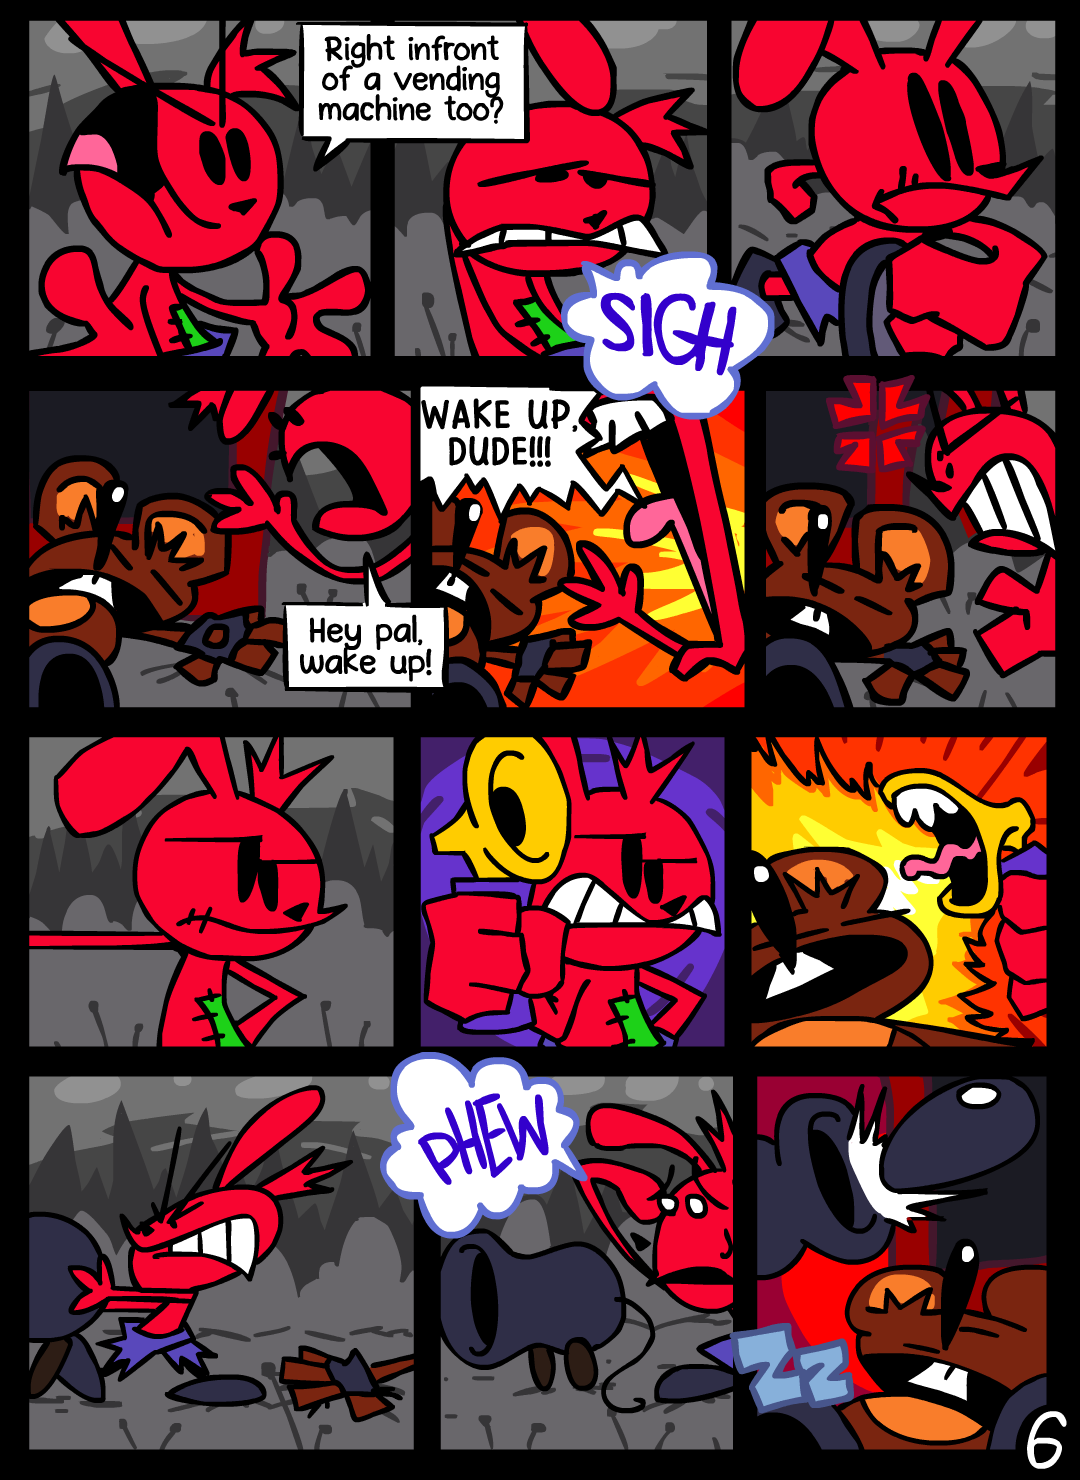 Right infront
of a vending
machine too?
SIGH
WAKE UP,
DUDE!!!
Hey pal,
wake up!
PHEW
ZZ
6